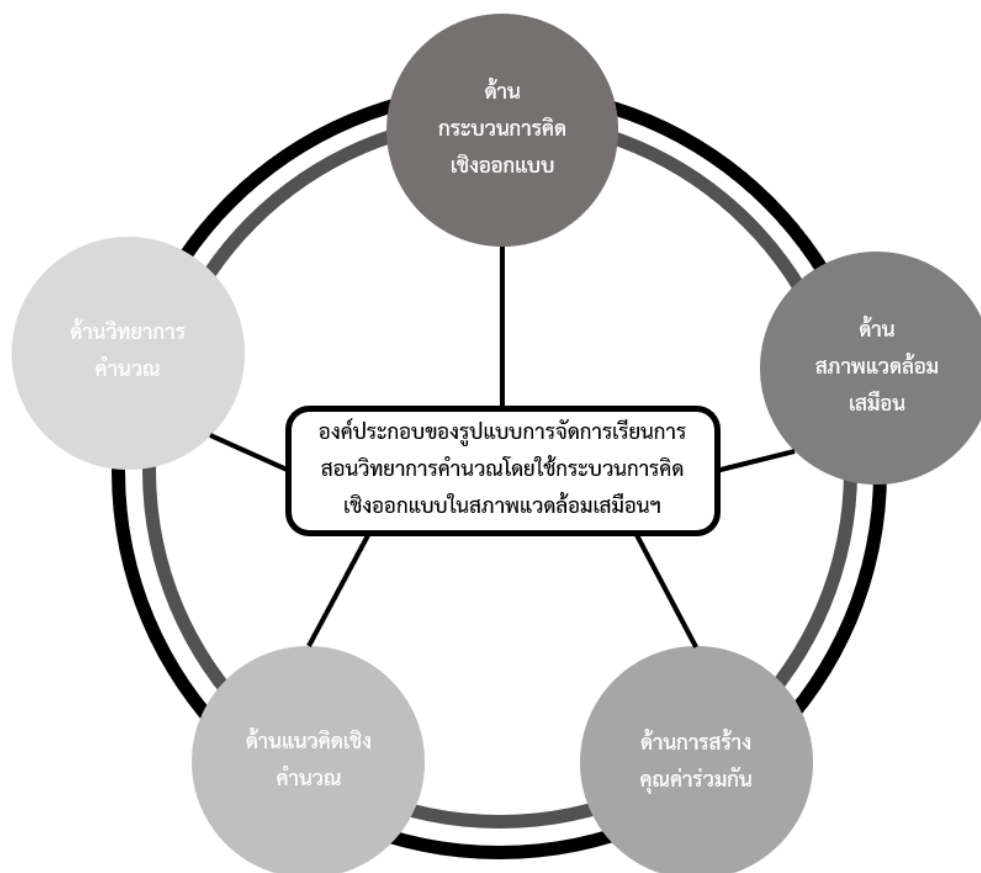 ด้าน
กระบวนการคิด
เชิงออกแบบ
ด้านวิทยาการ
คำนวณ
ด้าน
สภาพแวดล้อม
เสมือน
องค์ประกอบของรูปแบบการจัดการเรียนการ
สอนวิทยาการคำนวณโดยใช้กระบวนการคิด
เชิงออกแบบในสภาพแวดล้อมเสมือนฯ
ด้านแนวคิดเชิง
คำนวณ
ด้านการสร้าง
คุณค่าร่วมกัน